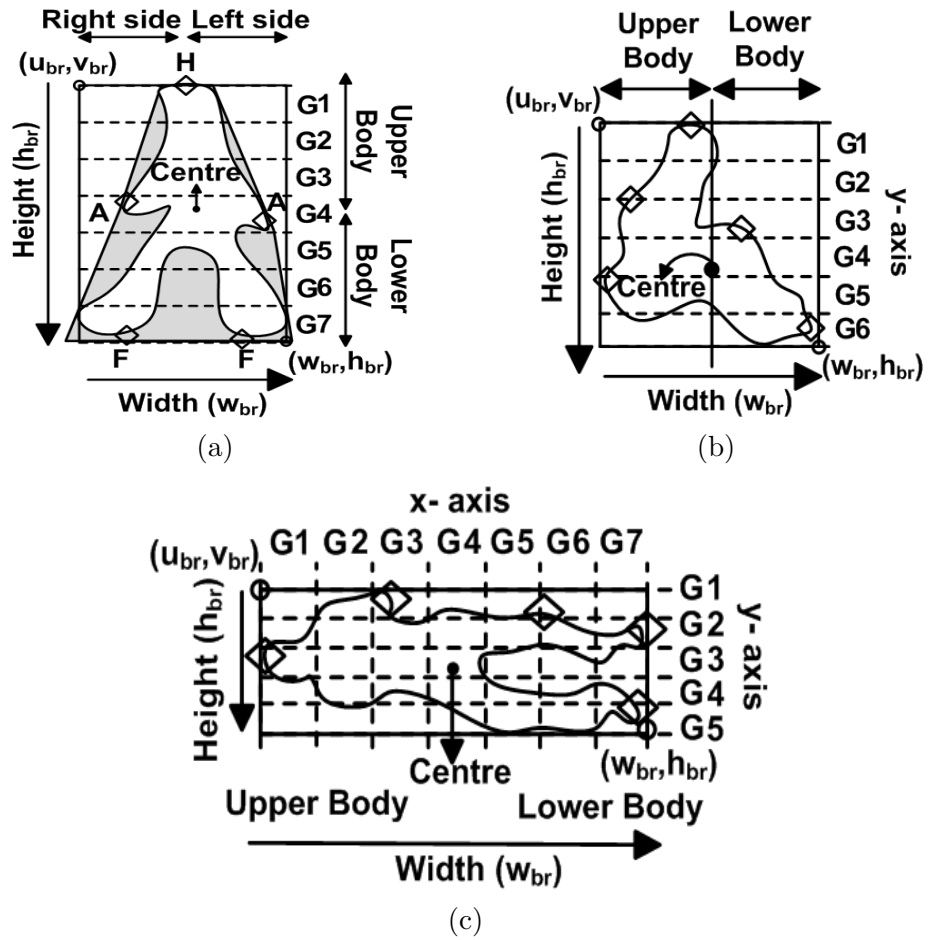 Right side Left side
H
(u_br,v_br)
G1
G2
G3
G4
G5
G6
G7
Upper Body
Lower Body
Height (h_br)
Centre
A
A
F
F
(w_br,h_br)
Width (w_br)
(a)
Upper Body
Lower Body
(u_br,v_br)
G1
G2
G3
G4
G5
G6
y- axis
Height (h_br)
Centre
(w_br,h_br)
Width (w_br)
(b)
x- axis
G1 G2 G3 G4 G5 G6 G7
(u_br,v_br)
G1
G2
G3
G4
G5
y- axis
Height (h_br)
Centre
(w_br,h_br)
Upper Body
Lower Body
Width (w_br)
(c)